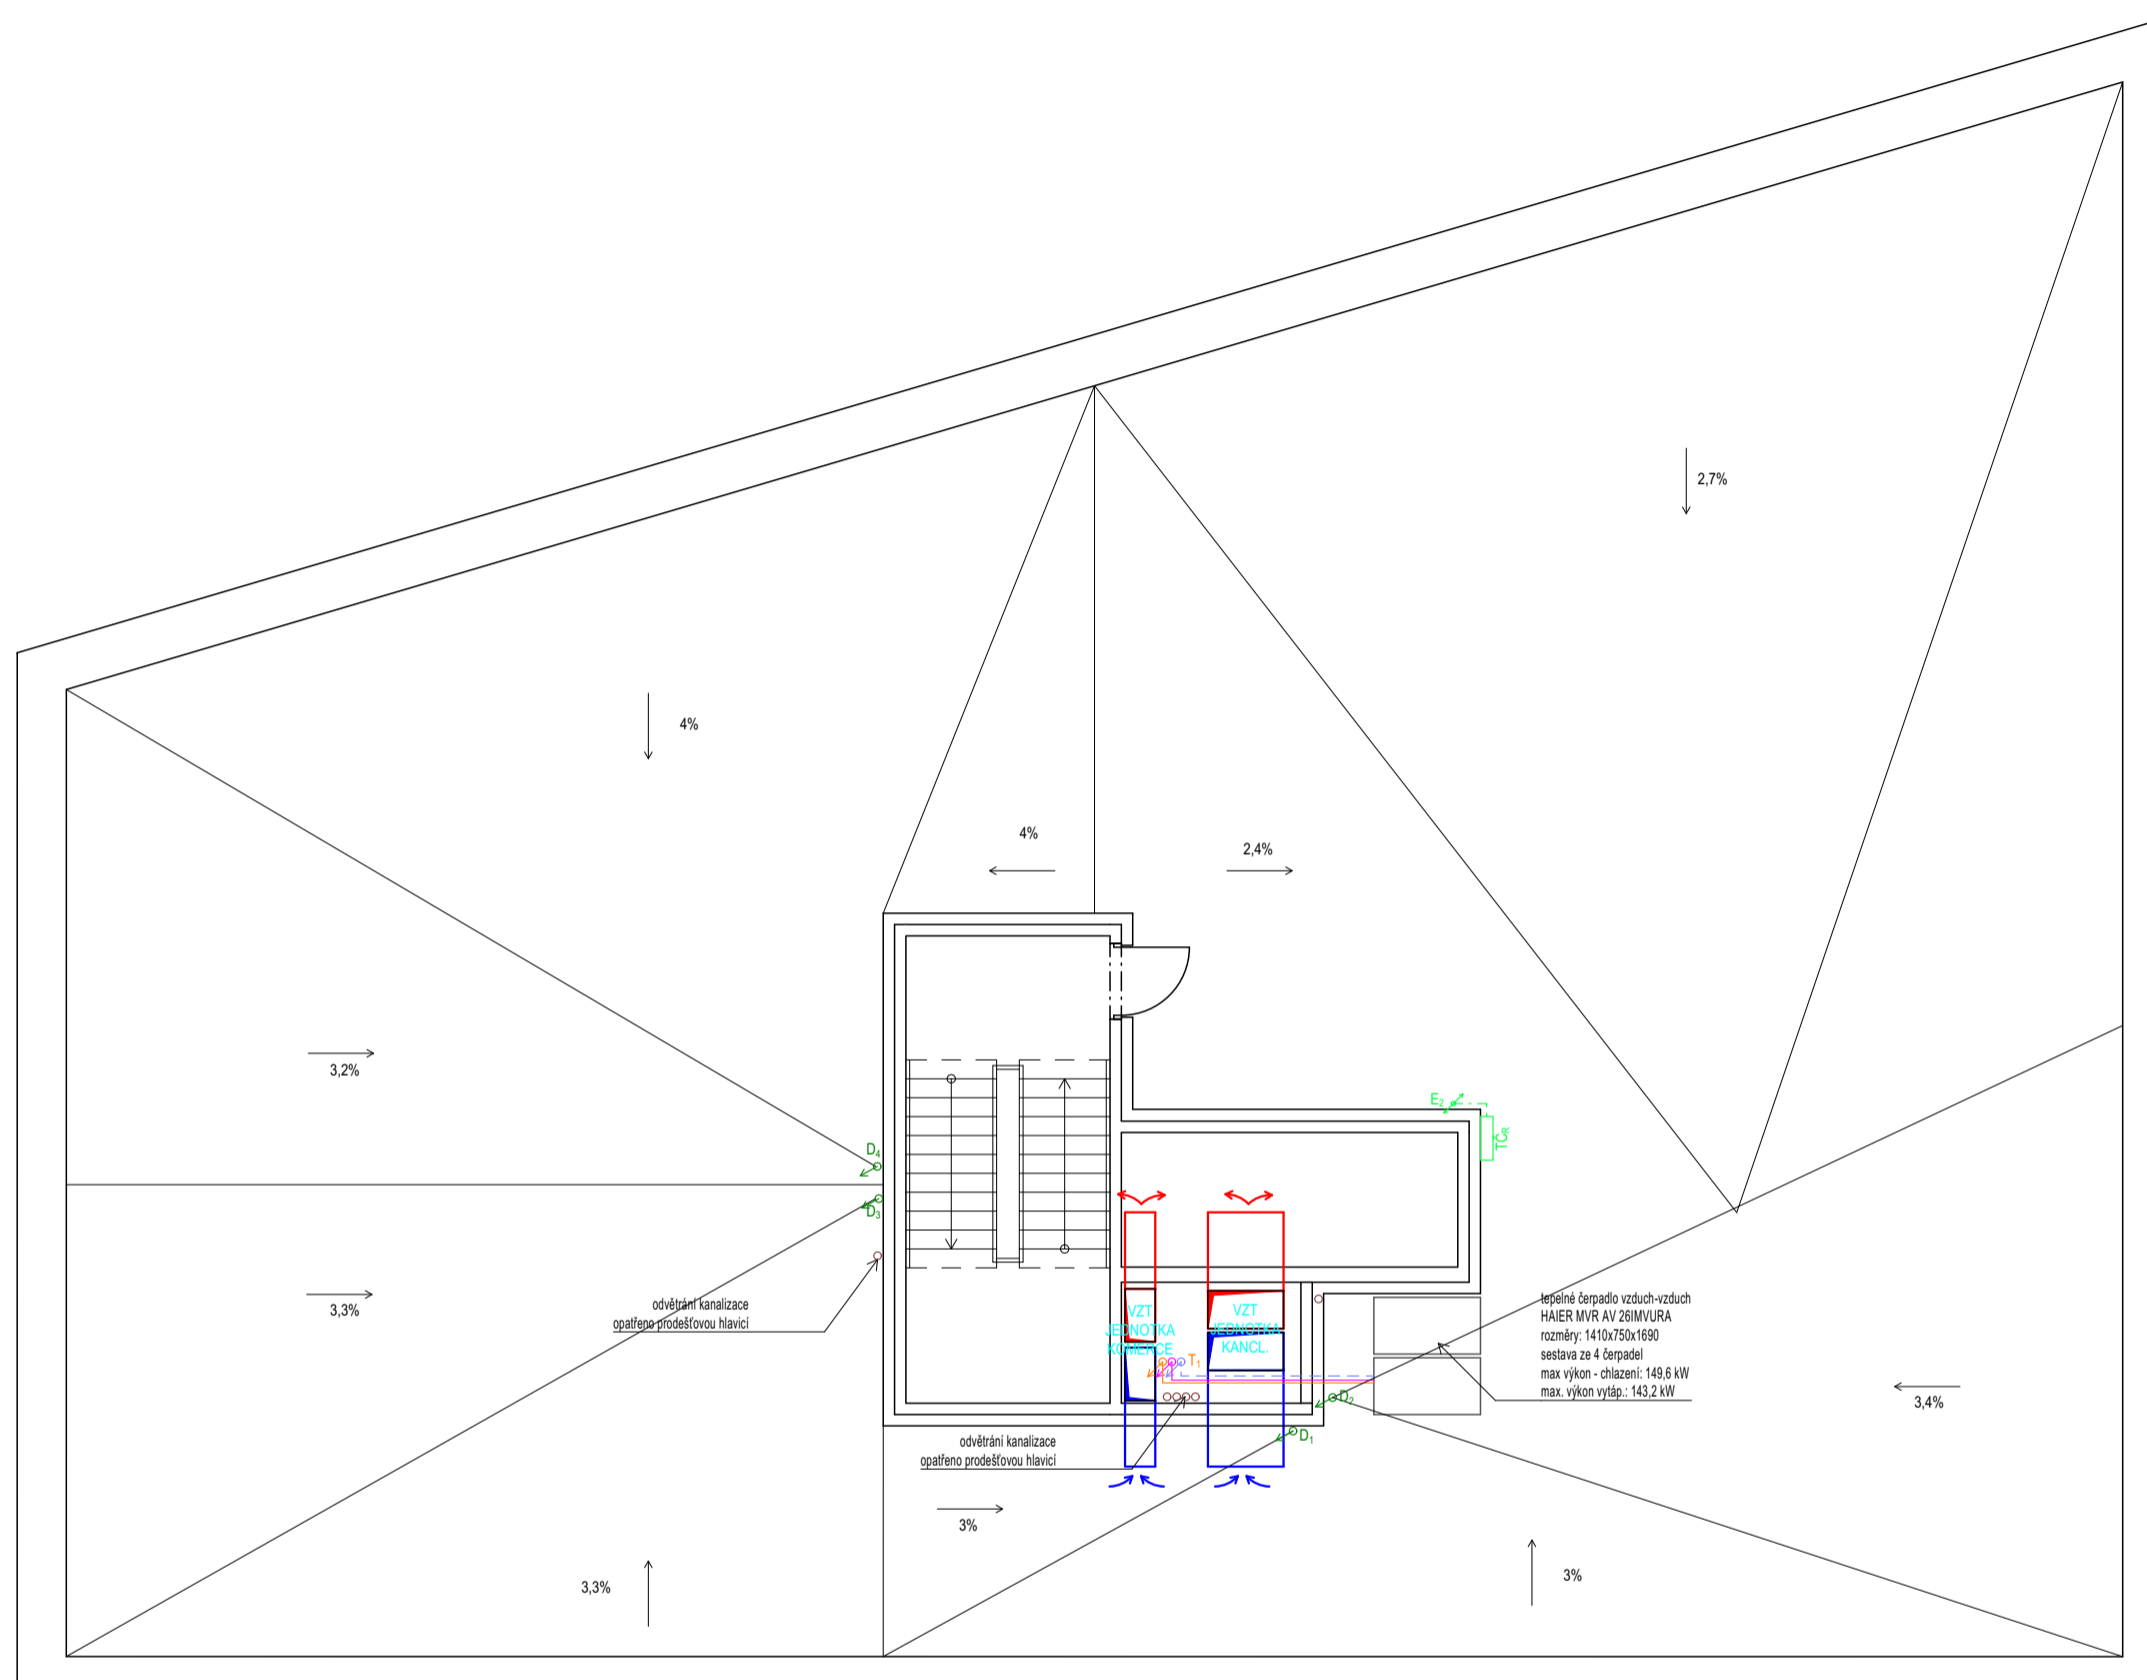 2,7%
4%
4%
2,4%
3,2%
E₂
TČR
D₄
D₃
3,3%
odvětrání kanalizace
opatřeno prodešťovou hlavicí
VZT
JEDNOTKA
KOMERCE
VZT
JEDNOTKA
KANCL.
T₁
tepelné čerpadlo vzduch-vzduch
HAIER MVR AV 26IMVURA
rozměry: 1410x750x1690
sestava ze 4 čerpadel
max výkon - chlazení: 149,6 kW
max. výkon vytáp.: 143,2 kW
D₂
3,4%
D₁
odvětrání kanalizace
opatřeno prodešťovou hlavicí
3%
3,3%
3%